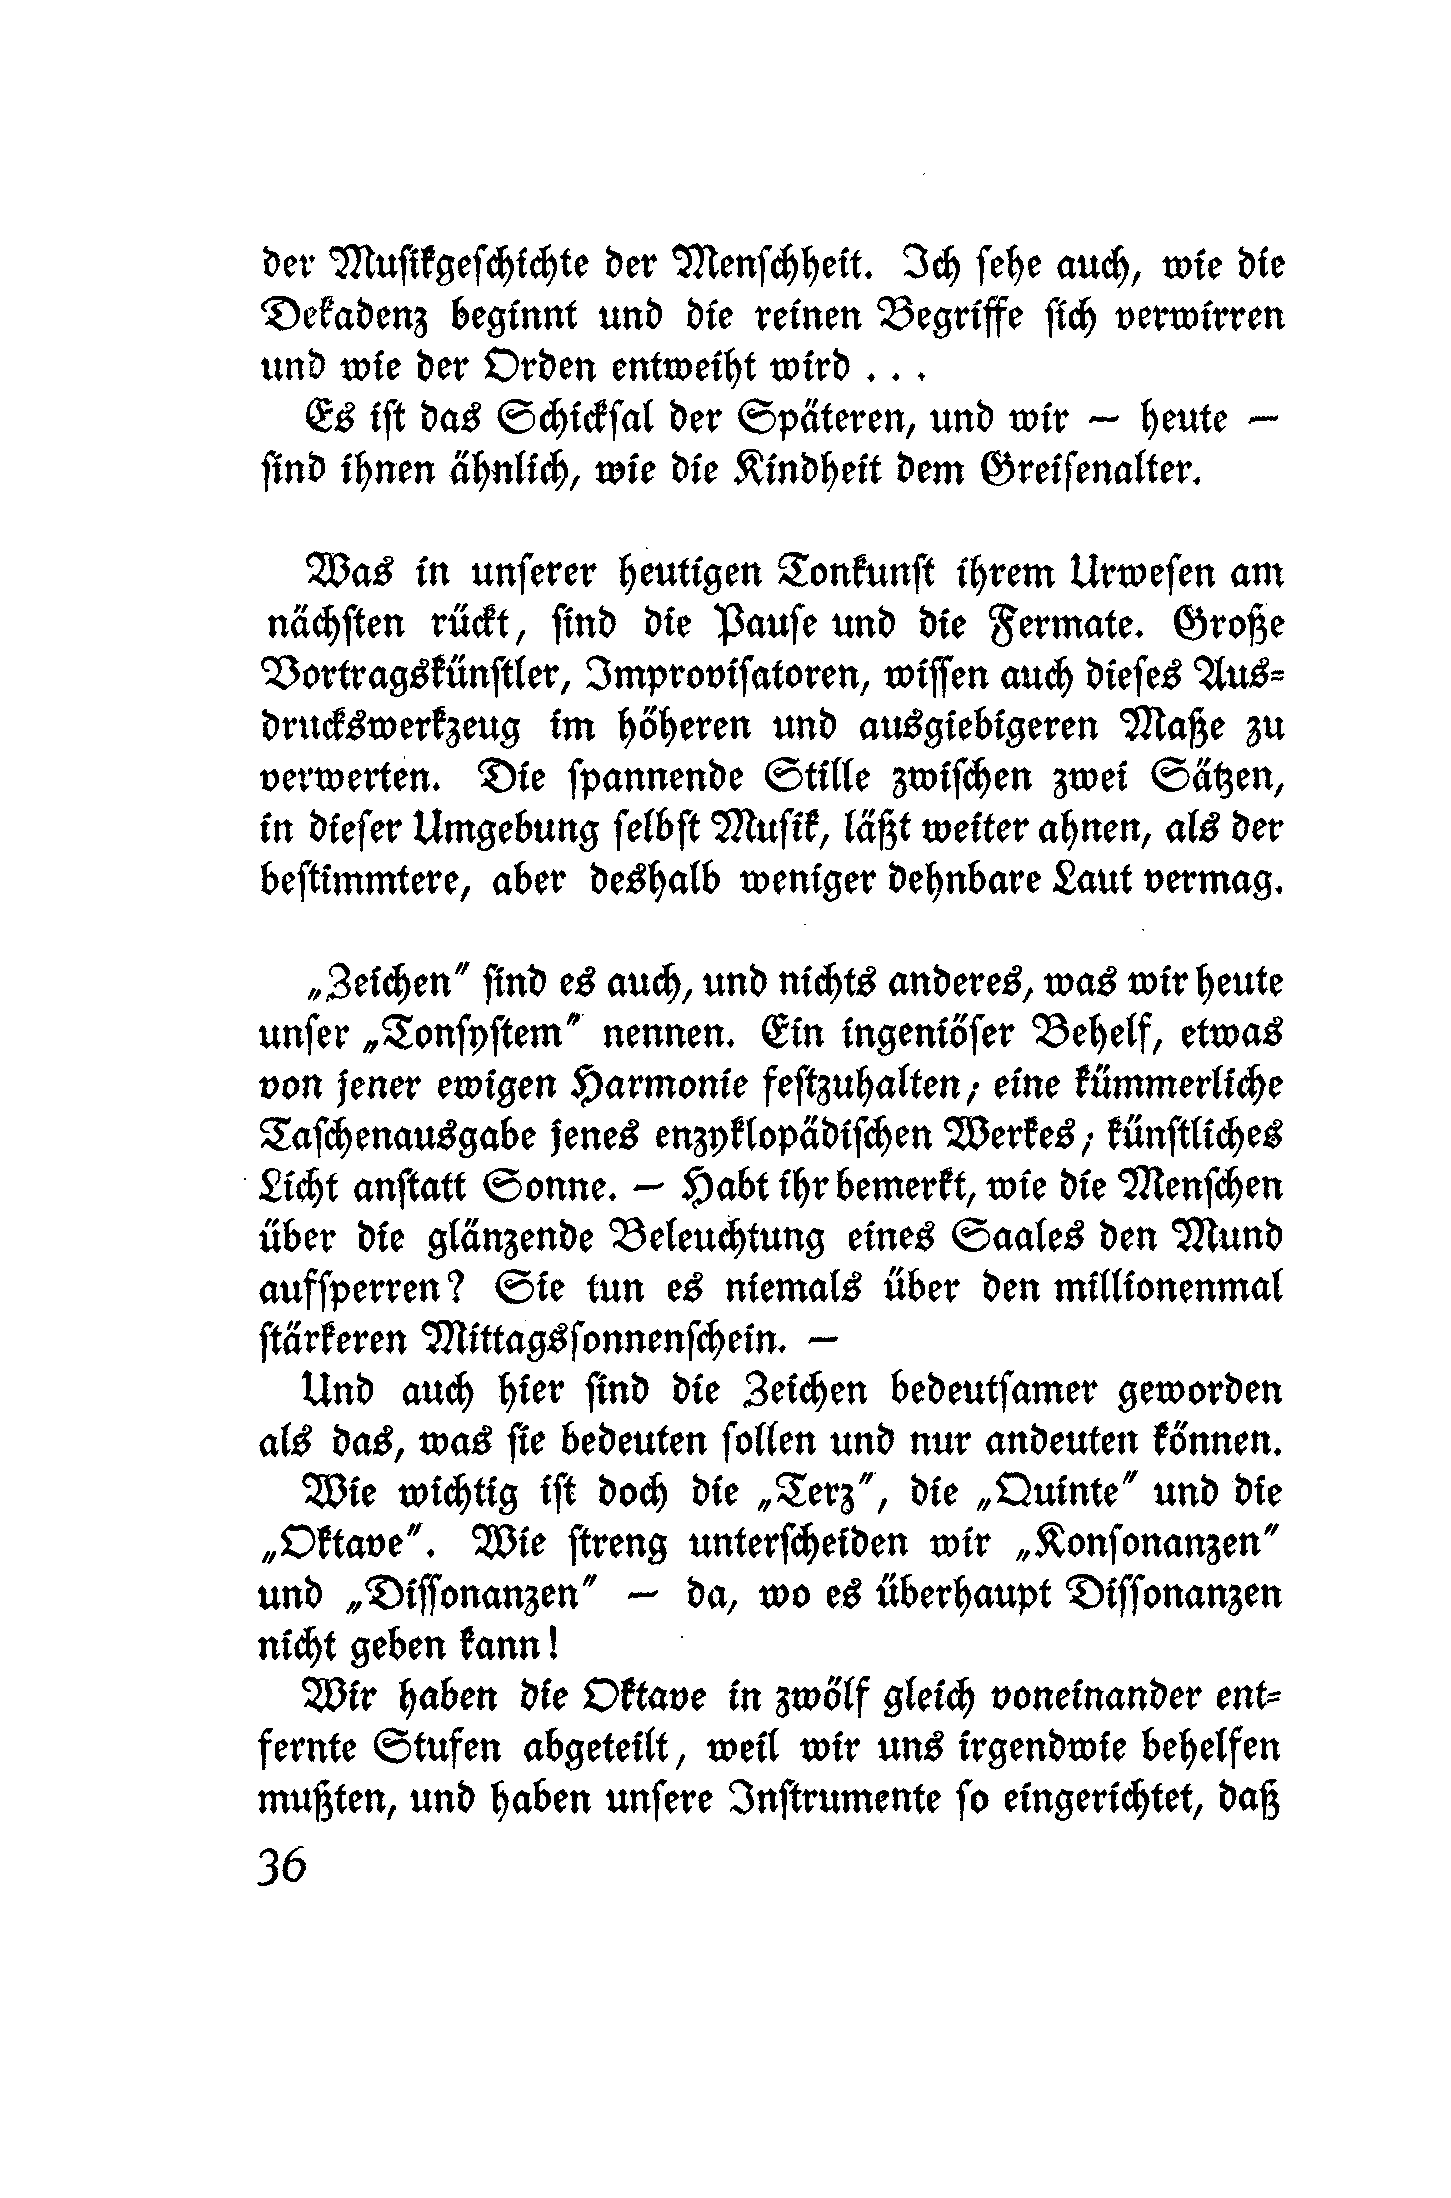 der Musikgeschichte der Menschheit. Ich sehe auch, wie die
Dekadenz beginnt und die reinen Begriffe sich verwirren
und wie der Orden entweiht wird . . .
Es ist das Schicksal der Späteren, und wir — heute —
sind ihnen ähnlich, wie die Kindheit dem Greisenalter.
Was in unserer heutigen Tonkunst ihrem Urwesen am
nächsten rückt, sind die Pause und die Fermate. Große
Vortragskünstler, Improvisatoren, wissen auch dieses Aus-
druckswerkzeug im höheren und ausgiebigeren Maße zu
verwerten. Die spannende Stille zwischen zwei Sätzen,
in dieser Umgebung selbst Musik, läßt weiter ahnen, als der
bestimmtere, aber deshalb weniger dehnbare Laut vermag.
„Zeichen“ sind es auch, und nichts anderes, was wir heute
unser „Tonsystem“ nennen. Ein ingeniöser Behelf, etwas
von jener ewigen Harmonie festzuhalten; eine kümmerliche
Taschenausgabe jenes enzyklopädischen Werkes; künstliches
Licht anstatt Sonne. — Habt ihr bemerkt, wie die Menschen
über die glänzende Beleuchtung eines Saales den Mund
aufsperren? Sie tun es niemals über den millionenmal
stärkeren Mittagssonnenschein. —
Und auch hier sind die Zeichen bedeutsamer geworden
als das, was sie bedeuten sollen und nur andeuten können.
Wie wichtig ist doch die „Terz“, die „Quinte“ und die
„Oktave“. Wie streng unterscheiden wir „Konsonanzen“
und „Dissonanzen“ — da, wo es überhaupt Dissonanzen
nicht geben kann!
Wir haben die Oktave in zwölf gleich voneinander ent-
fernte Stufen abgeteilt, weil wir uns irgendwie behelfen
mußten, und haben unsere Instrumente so eingerichtet, daß
36